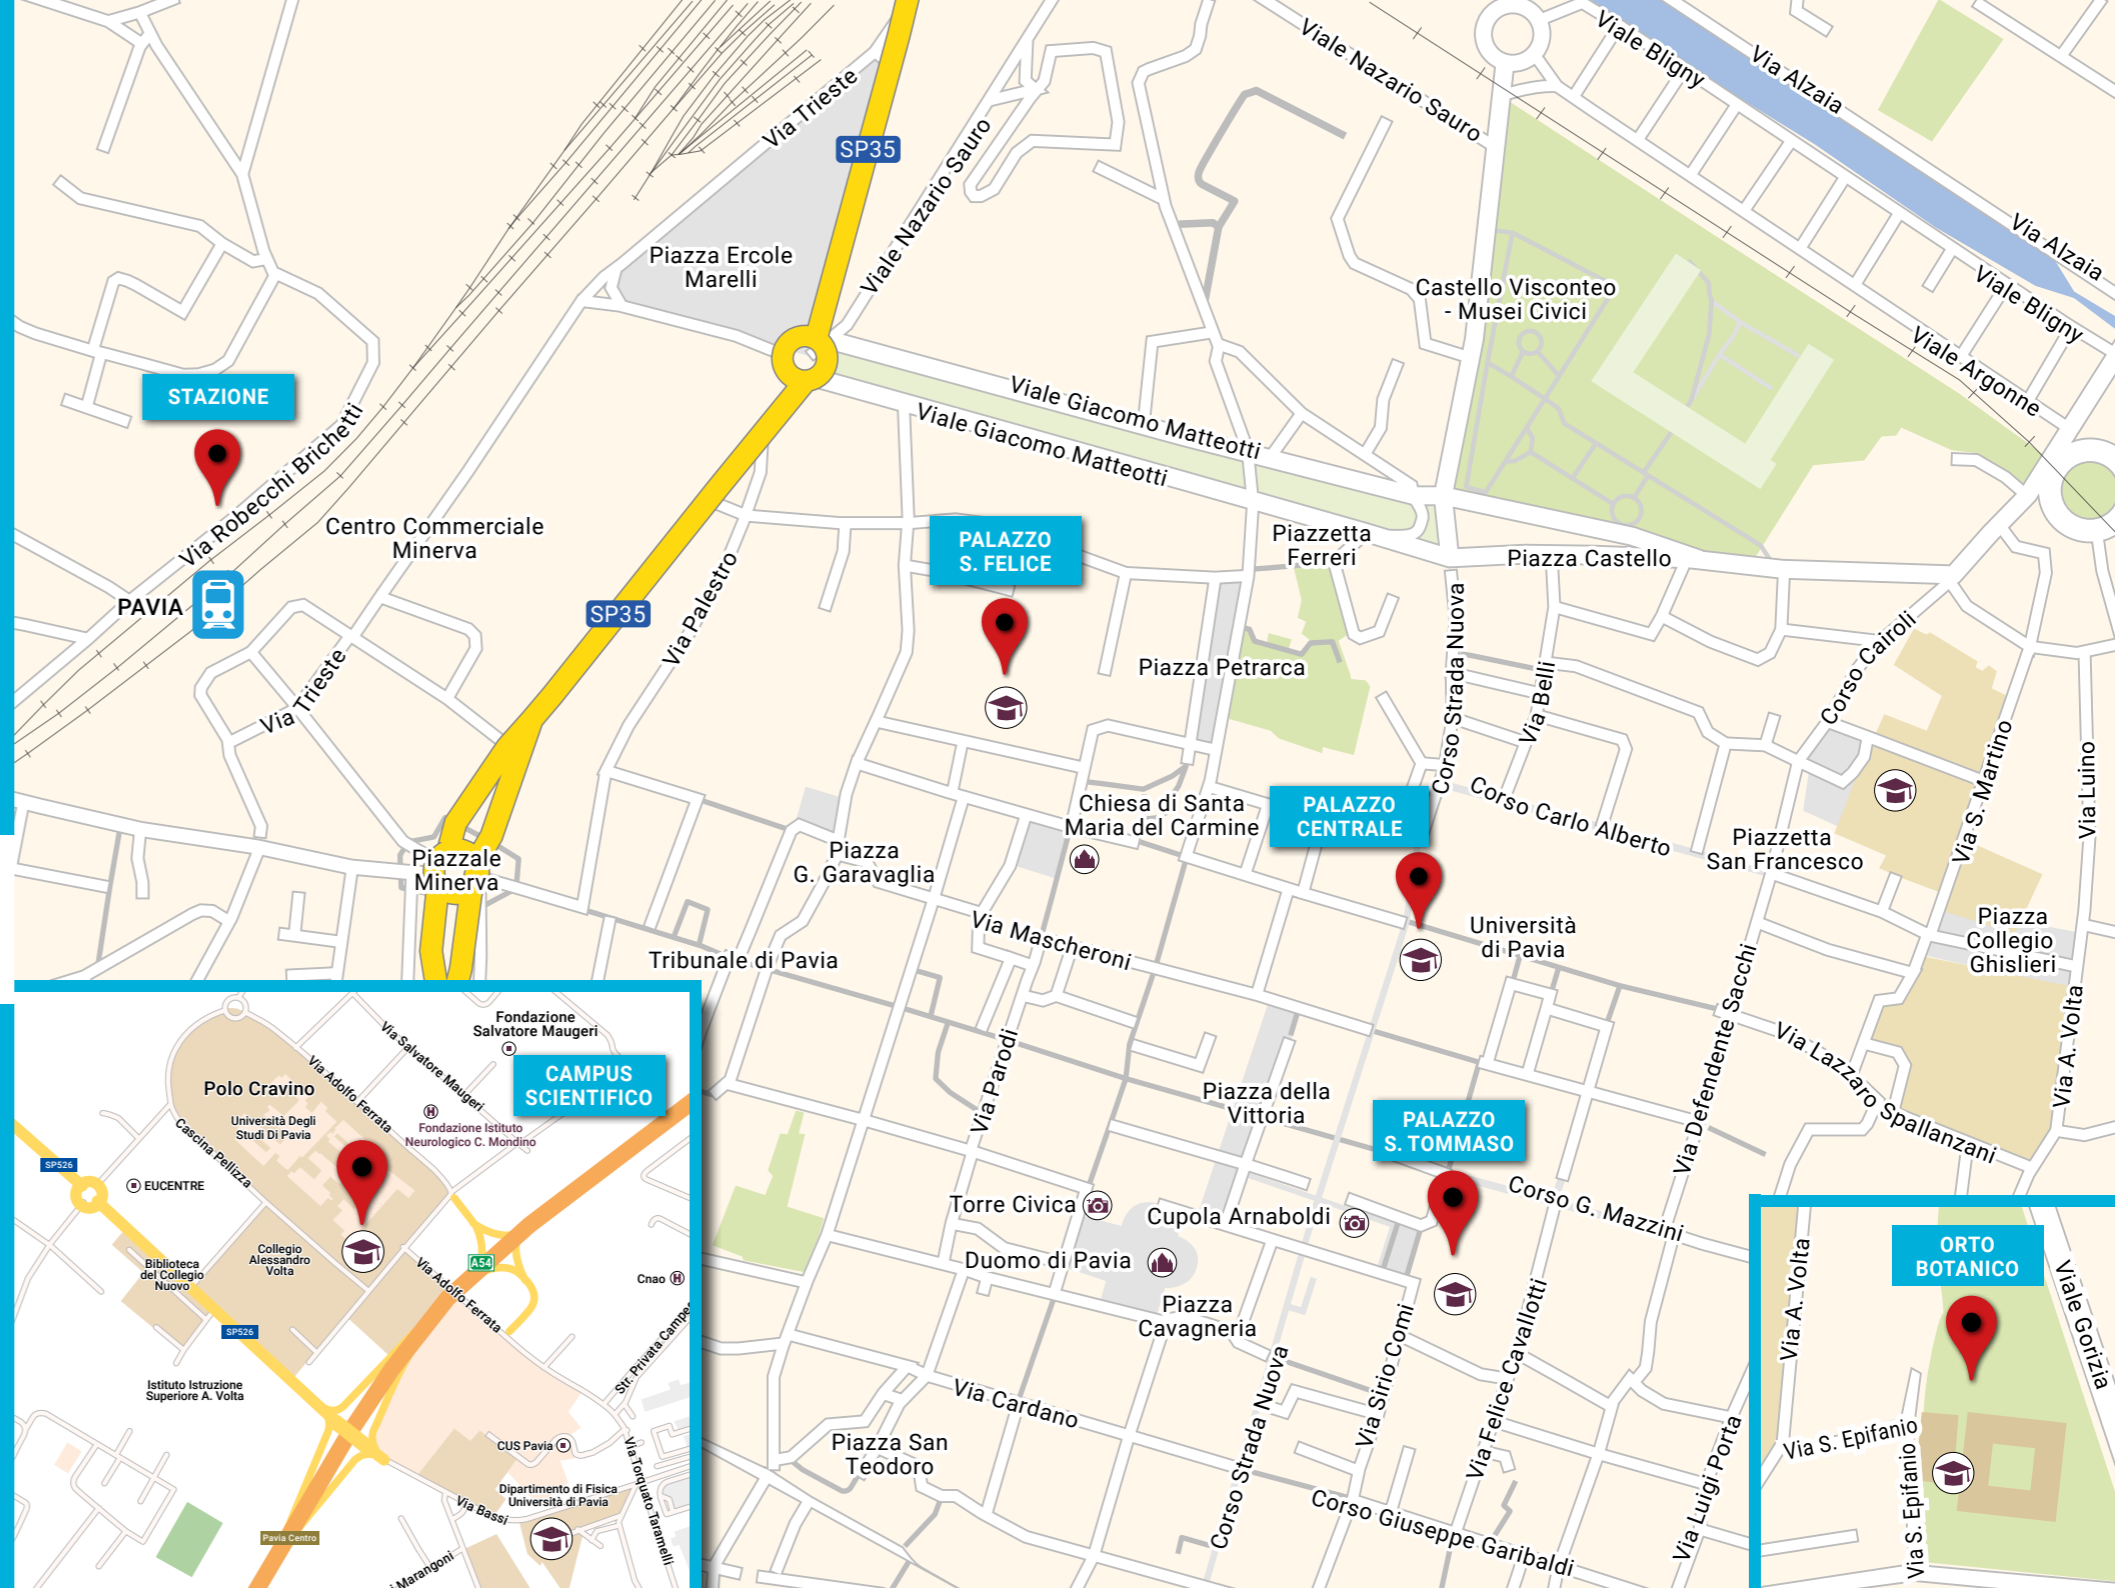 Viale Nazario Sauro
Viale Bligny
Via Alzaia
Via Trieste
SP35
Viale Nazario Sauro
Piazza Ercole
Marelli
Castello Visconteo
- Musei Civici
Via Alzaia
Viale Bligny
Viale Argonne
STAZIONE
Via Robecchi Brichetti
Viale Giacomo Matteotti
Viale Giacomo Matteotti
Centro Commerciale
Minerva
PALAZZO
S. FELICE
Piazzetta
Ferreri
Piazza Castello
PAVIA
SP35
Via Palestro
Corso Strada Nuova
Via Belli
Corso Cairoli
Piazza Petrarca
Via Trieste
Via S. Martino
Via Luino
Chiesa di Santa
Maria del Carmine
PALAZZO
CENTRALE
Corso Carlo Alberto
Piazzetta
San Francesco
Piazzale
Minerva
Piazza
G. Garavaglia
Via Mascheroni
Università
di Pavia
Piazza
Collegio
Ghislieri
Tribunale di Pavia
Via Defendente Sacchi
Via A. Volta
Via Parodi
Via Lazzaro Spallanzani
Piazza della
Vittoria
PALAZZO
S. TOMMASO
Corso G. Mazzini
Torre Civica
Cupola Arnaboldi
Duomo di Pavia
Piazza
Cavagneria
Via Sirio Comi
Via Felice Cavallotti
Via Cardano
Corso Strada Nuova
Via Luigi Porta
Piazza San
Teodoro
Corso Giuseppe Garibaldi
Fondazione
Salvatore Maugeri
Via Salvatore Maugeri
CAMPUS
SCIENTIFICO
Via Adolfo Ferrata
Polo Cravino
Università Degli
Studi Di Pavia
H
Fondazione Istituto
Neurologico C. Mondino
Cascina Pellizza
SP526
EUCENTRE
Collegio
Alessandro
Volta
Biblioteca
del Collegio
Nuovo
A54
Via Adolfo Ferrata
Cnao H
SP526
Str. Privata Campe
Istituto Istruzione
Superiore A. Volta
CUS Pavia
Via Torquato Taramelli
Dipartimento di Fisica
Università di Pavia
Via Bassi
Pavia Centro
i Marangoni
ORTO
BOTANICO
Via A. Volta
Viale Gorizia
Via S. Epifanio
Via S. Epifanio